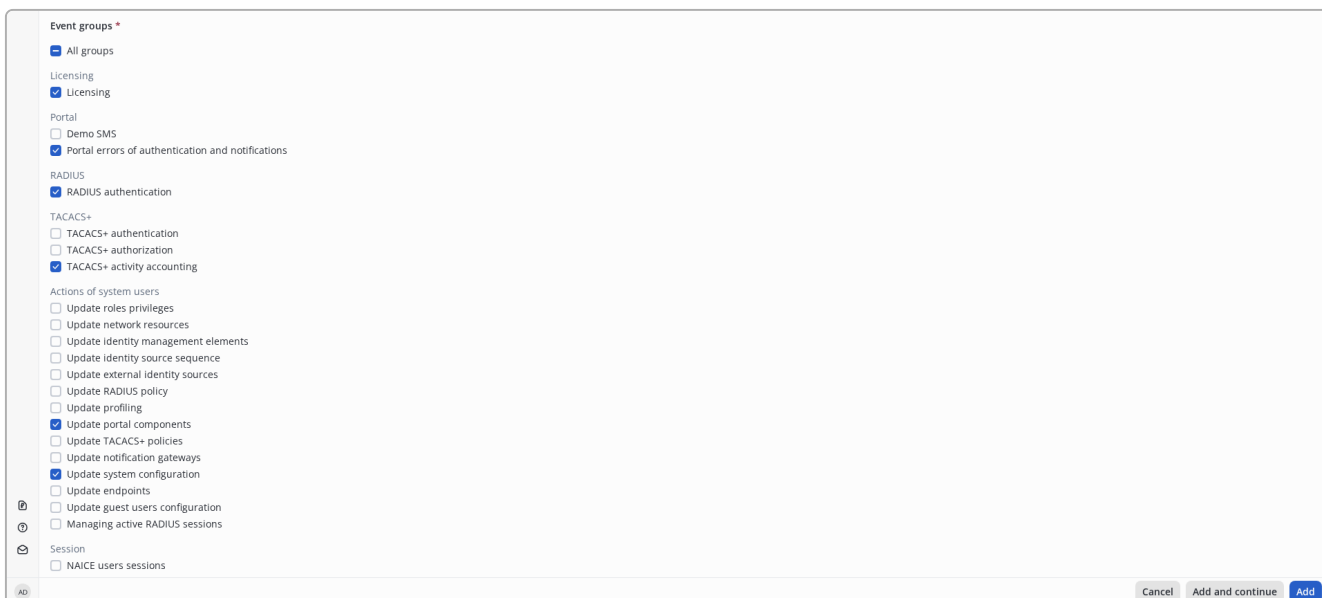 Event groups *
All groups
Licensing
Licensing
Portal
Demo SMS
Portal errors of authentication and notifications
RADIUS
RADIUS authentication
TACACS+
TACACS+ authentication
TACACS+ authorization
TACACS+ activity accounting
Actions of system users
Update roles privileges
Update network resources
Update identity management elements
Update identity source sequence
Update external identity sources
Update RADIUS policy
Update profiling
Update portal components
Update TACACS+ policies
Update notification gateways
Update system configuration
Update endpoints
Update guest users configuration
Managing active RADIUS sessions
Session
NAICE users sessions
AD
Cancel Add and continue Add